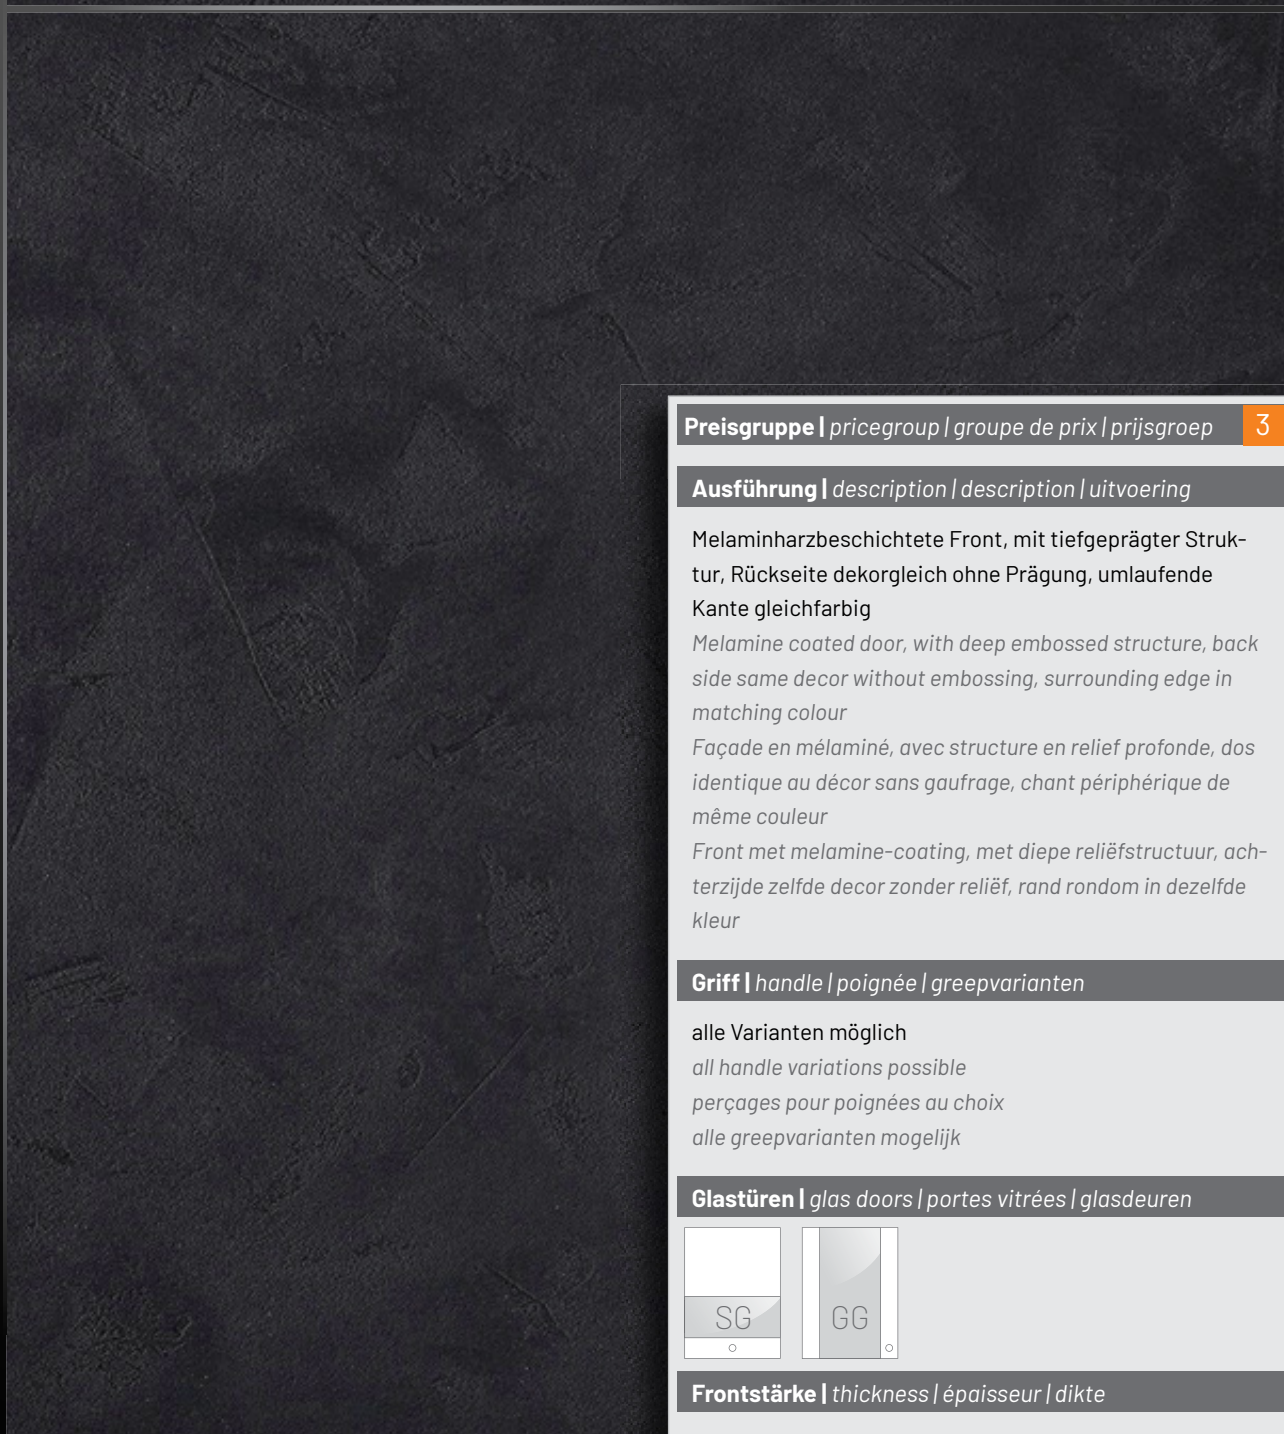 Preisgruppe | pricegroup | groupe de prix | prijsgroep 3
Ausführung | description | description | uitvoering
Melaminharzbeschichtete Front, mit tiefgeprägter Struk-
tur, Rückseite dekorgleich ohne Prägung, umlaufende
Kante gleichfarbig
Melamine coated door, with deep embossed structure, back
side same decor without embossing, surrounding edge in
matching colour
Façade en mélaminé, avec structure en relief profonde, dos
identique au décor sans gaufrage, chant périphérique de
même couleur
Front met melamine-coating, met diepe reliëfstructuur, ach-
terzijde zelfde decor zonder reliëf, rand rondom in dezelfde
kleur
Griff | handle | poignée | greepvarianten
alle Varianten möglich
all handle variations possible
perçages pour poignées au choix
alle greepvarianten mogelijk
Glastüren | glas doors | portes vitrées | glasdeuren
SG GG
Frontstärke | thickness | épaisseur | dikte